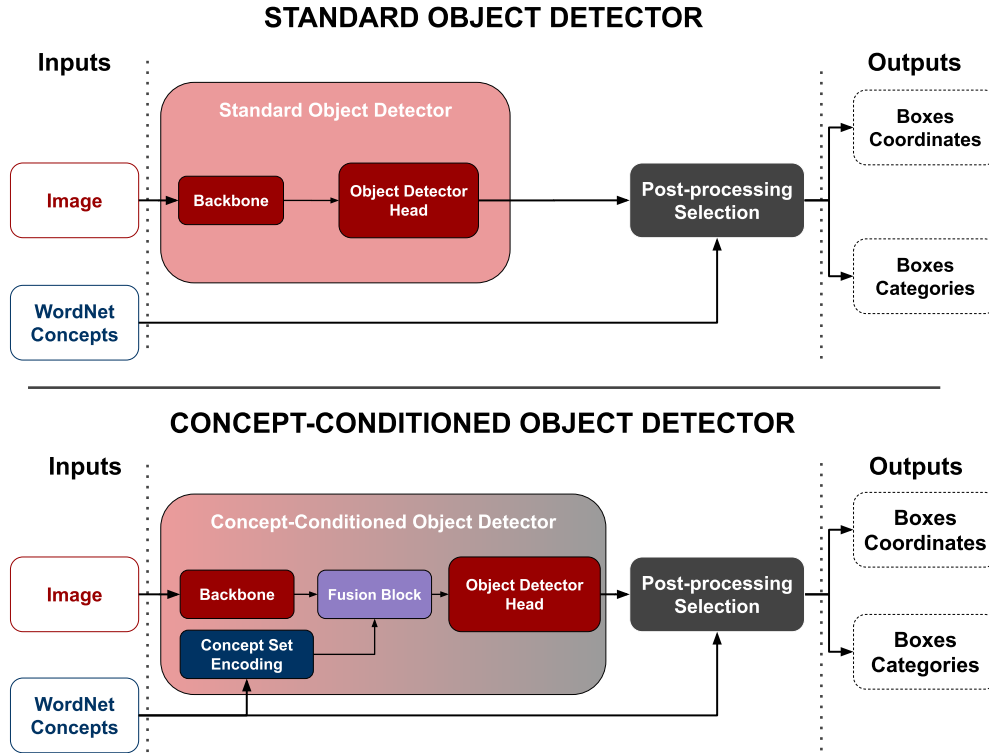 STANDARD OBJECT DETECTOR
Inputs
Outputs
Standard Object Detector
Boxes
Coordinates
Image
Backbone
Object Detector
Head
Post-processing
Selection
Boxes
Categories
WordNet
Concepts
CONCEPT-CONDITIONED OBJECT DETECTOR
Inputs
Outputs
Concept-Conditioned Object Detector
Boxes
Coordinates
Image
Backbone
Fusion Block
Object Detector
Head
Post-processing
Selection
Concept Set
Encoding
Boxes
Categories
WordNet
Concepts